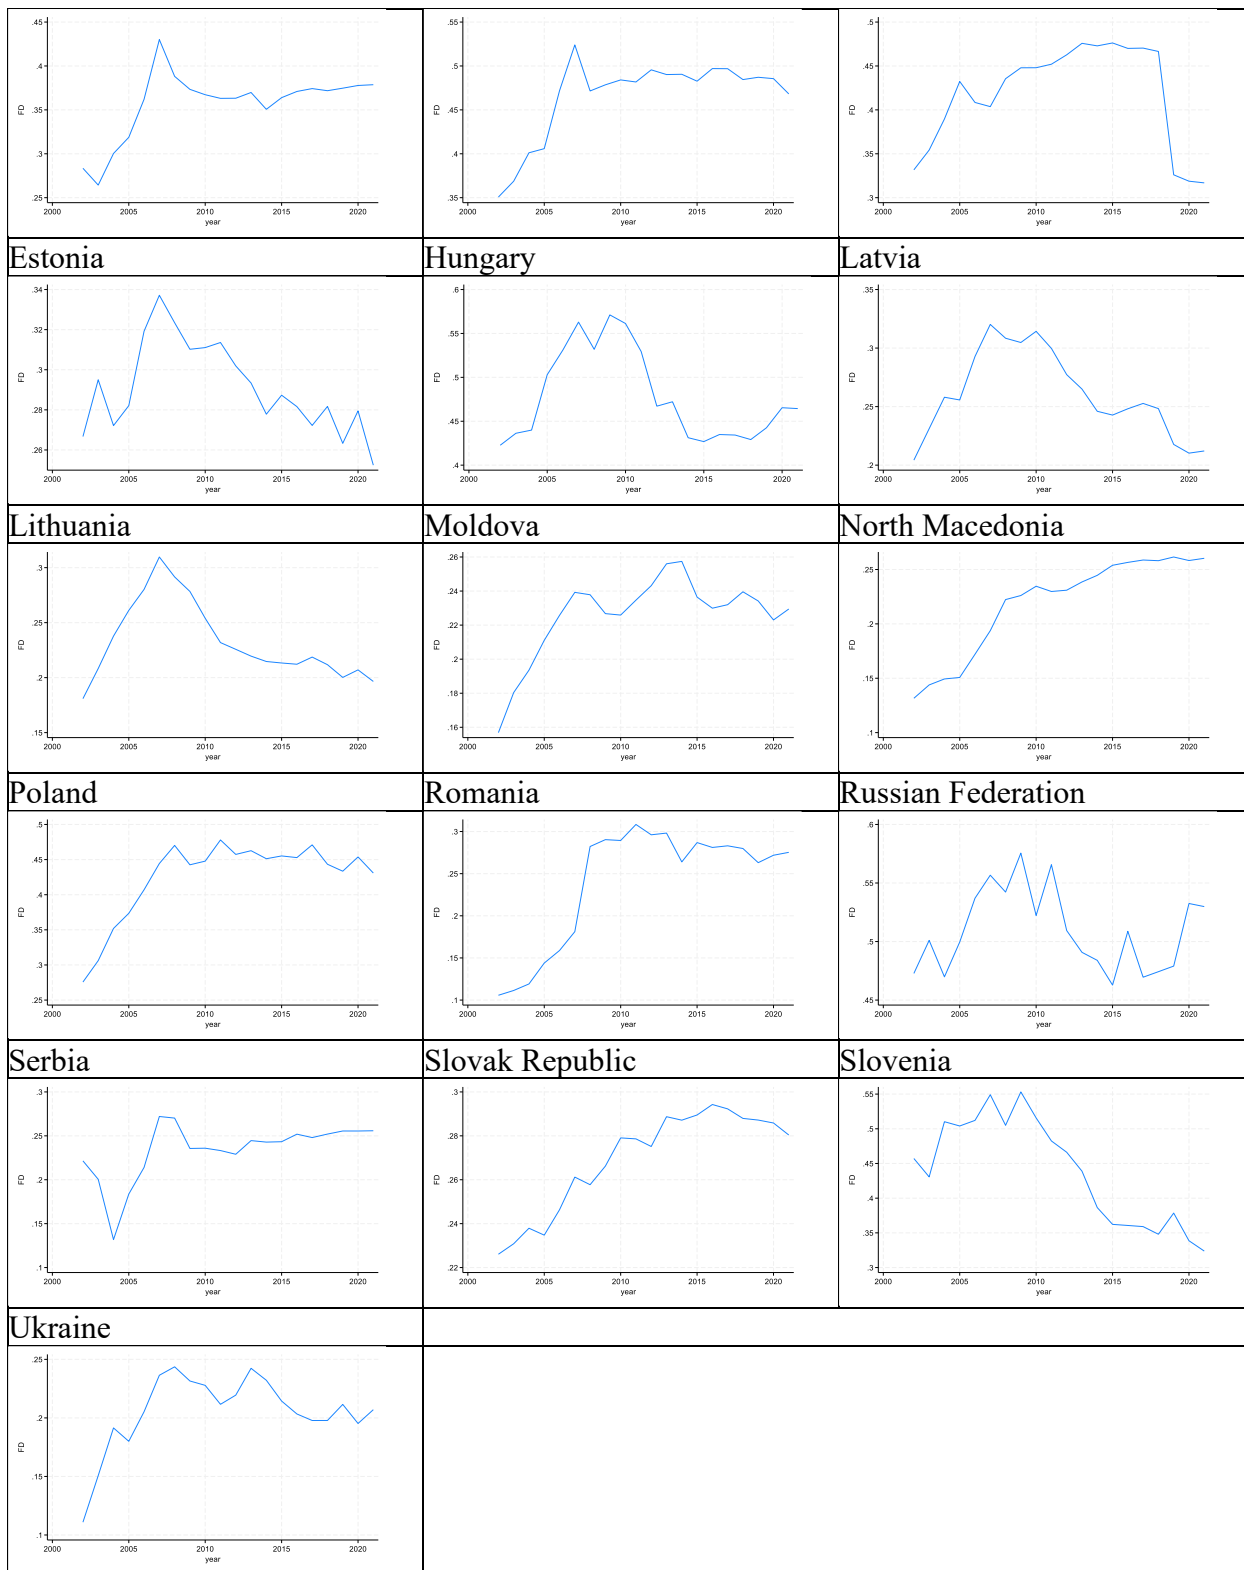 .45
.4
.35
.3
.25
FD
2000 2005 2010 2015 2020
year
.55
.5
.45
.4
.35
FD
2000 2005 2010 2015 2020
year
.5
.45
.4
.35
.3
FD
2000 2005 2010 2015 2020
year
Estonia
Hungary
Latvia
.34
.32
.3
.28
.26
FD
2000 2005 2010 2015 2020
year
.6
.55
.5
.45
.4
FD
2000 2005 2010 2015 2020
year
.35
.3
.25
.2
FD
2000 2005 2010 2015 2020
year
Lithuania
Moldova
North Macedonia
.3
.25
.2
.15
FD
2000 2005 2010 2015 2020
year
.26
.24
.22
.2
.18
.16
FD
2000 2005 2010 2015 2020
year
.25
.2
.15
.1
FD
2000 2005 2010 2015 2020
year
Poland
Romania
Russian Federation
.5
.45
.4
.35
.3
.25
FD
2000 2005 2010 2015 2020
year
.3
.25
.2
.15
.1
FD
2000 2005 2010 2015 2020
year
.6
.55
.5
.45
FD
2000 2005 2010 2015 2020
year
Serbia
Slovak Republic
Slovenia
.3
.25
.2
.15
.1
FD
2000 2005 2010 2015 2020
year
.3
.28
.26
.24
.22
FD
2000 2005 2010 2015 2020
year
.55
.5
.45
.4
.35
.3
FD
2000 2005 2010 2015 2020
year
Ukraine
.25
.2
.15
.1
FD
2000 2005 2010 2015 2020
year